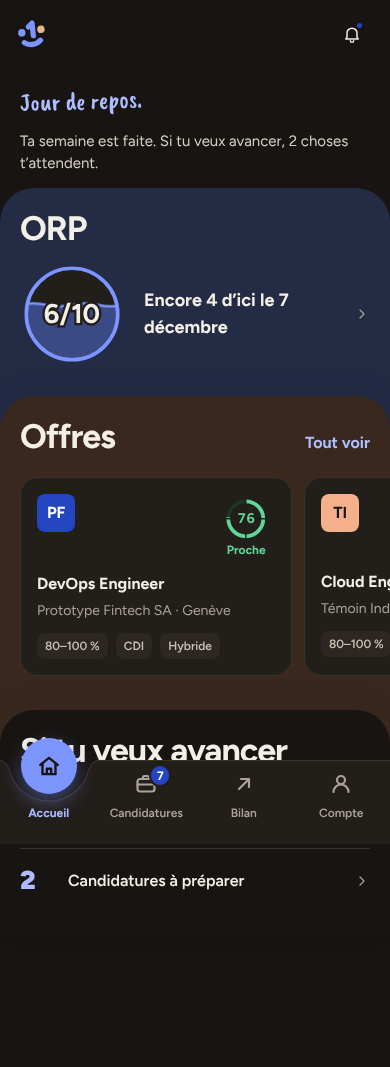 Jour de repos.
Ta semaine est faite. Si tu veux avancer, 2 choses
t’attendent.
ORP
6/10
Encore 4 d’ici le 7
décembre
Offres
Tout voir
PF
76
Proche
DevOps Engineer
Prototype Fintech SA · Genève
80–100 %
CDI
Hybride
TI
Cloud Eng
Témoin Ind
80–100 %
Si tu veux avancer
7
Accueil
Candidatures
Bilan
Compte
2
Candidatures à préparer